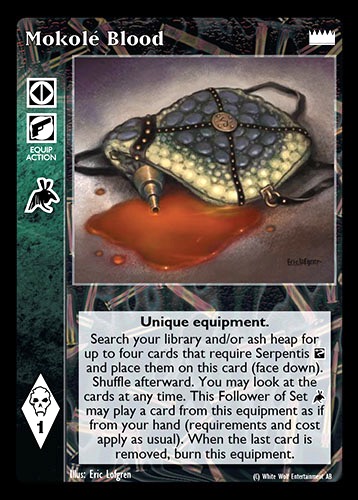 Mokolé Blood
EQUIP
ACTION
Eric Lofgren
Unique equipment.
Search your library and/or ash heap for
up to four cards that require Serpentis
and place them on this card (face down).
Shuffle afterward. You may look at the
cards at any time. This Follower of Set
may play a card from this equipment as if
from your hand (requirements and cost
apply as usual). When the last card is
removed, burn this equipment.
1
Illus: Eric Lofgren
(C) White Wolf Entertainment AB